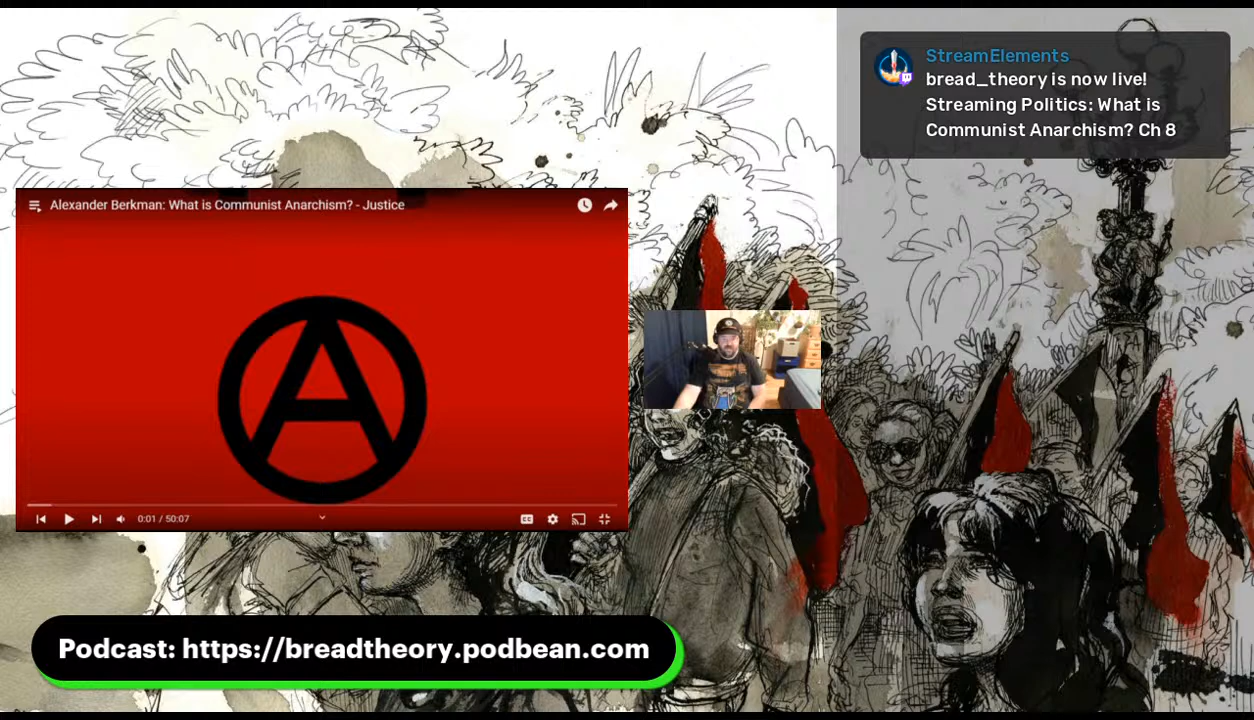 StreamElements
bread_theory is now live!
Streaming Politics: What is
Communist Anarchism? Ch 8
Alexander Berkman: What is Communist Anarchism? - Justice
0:01 / 50:07
CC
Podcast: https://breadtheory.podbean.com